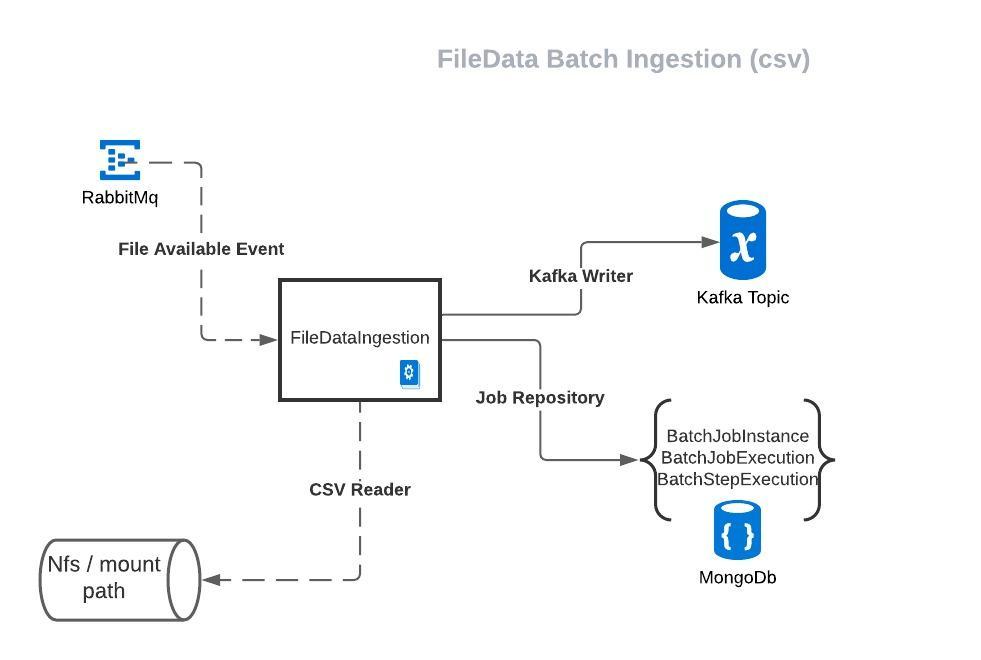 FileData Batch Ingestion (csv)
RabbitMq
File Available Event
Kafka Writer
Kafka Topic
FileDataIngestion
Job Repository
BatchJobInstance
BatchJobExecution
BatchStepExecution
CSV Reader
Nfs / mount
path
{ }
MongoDb